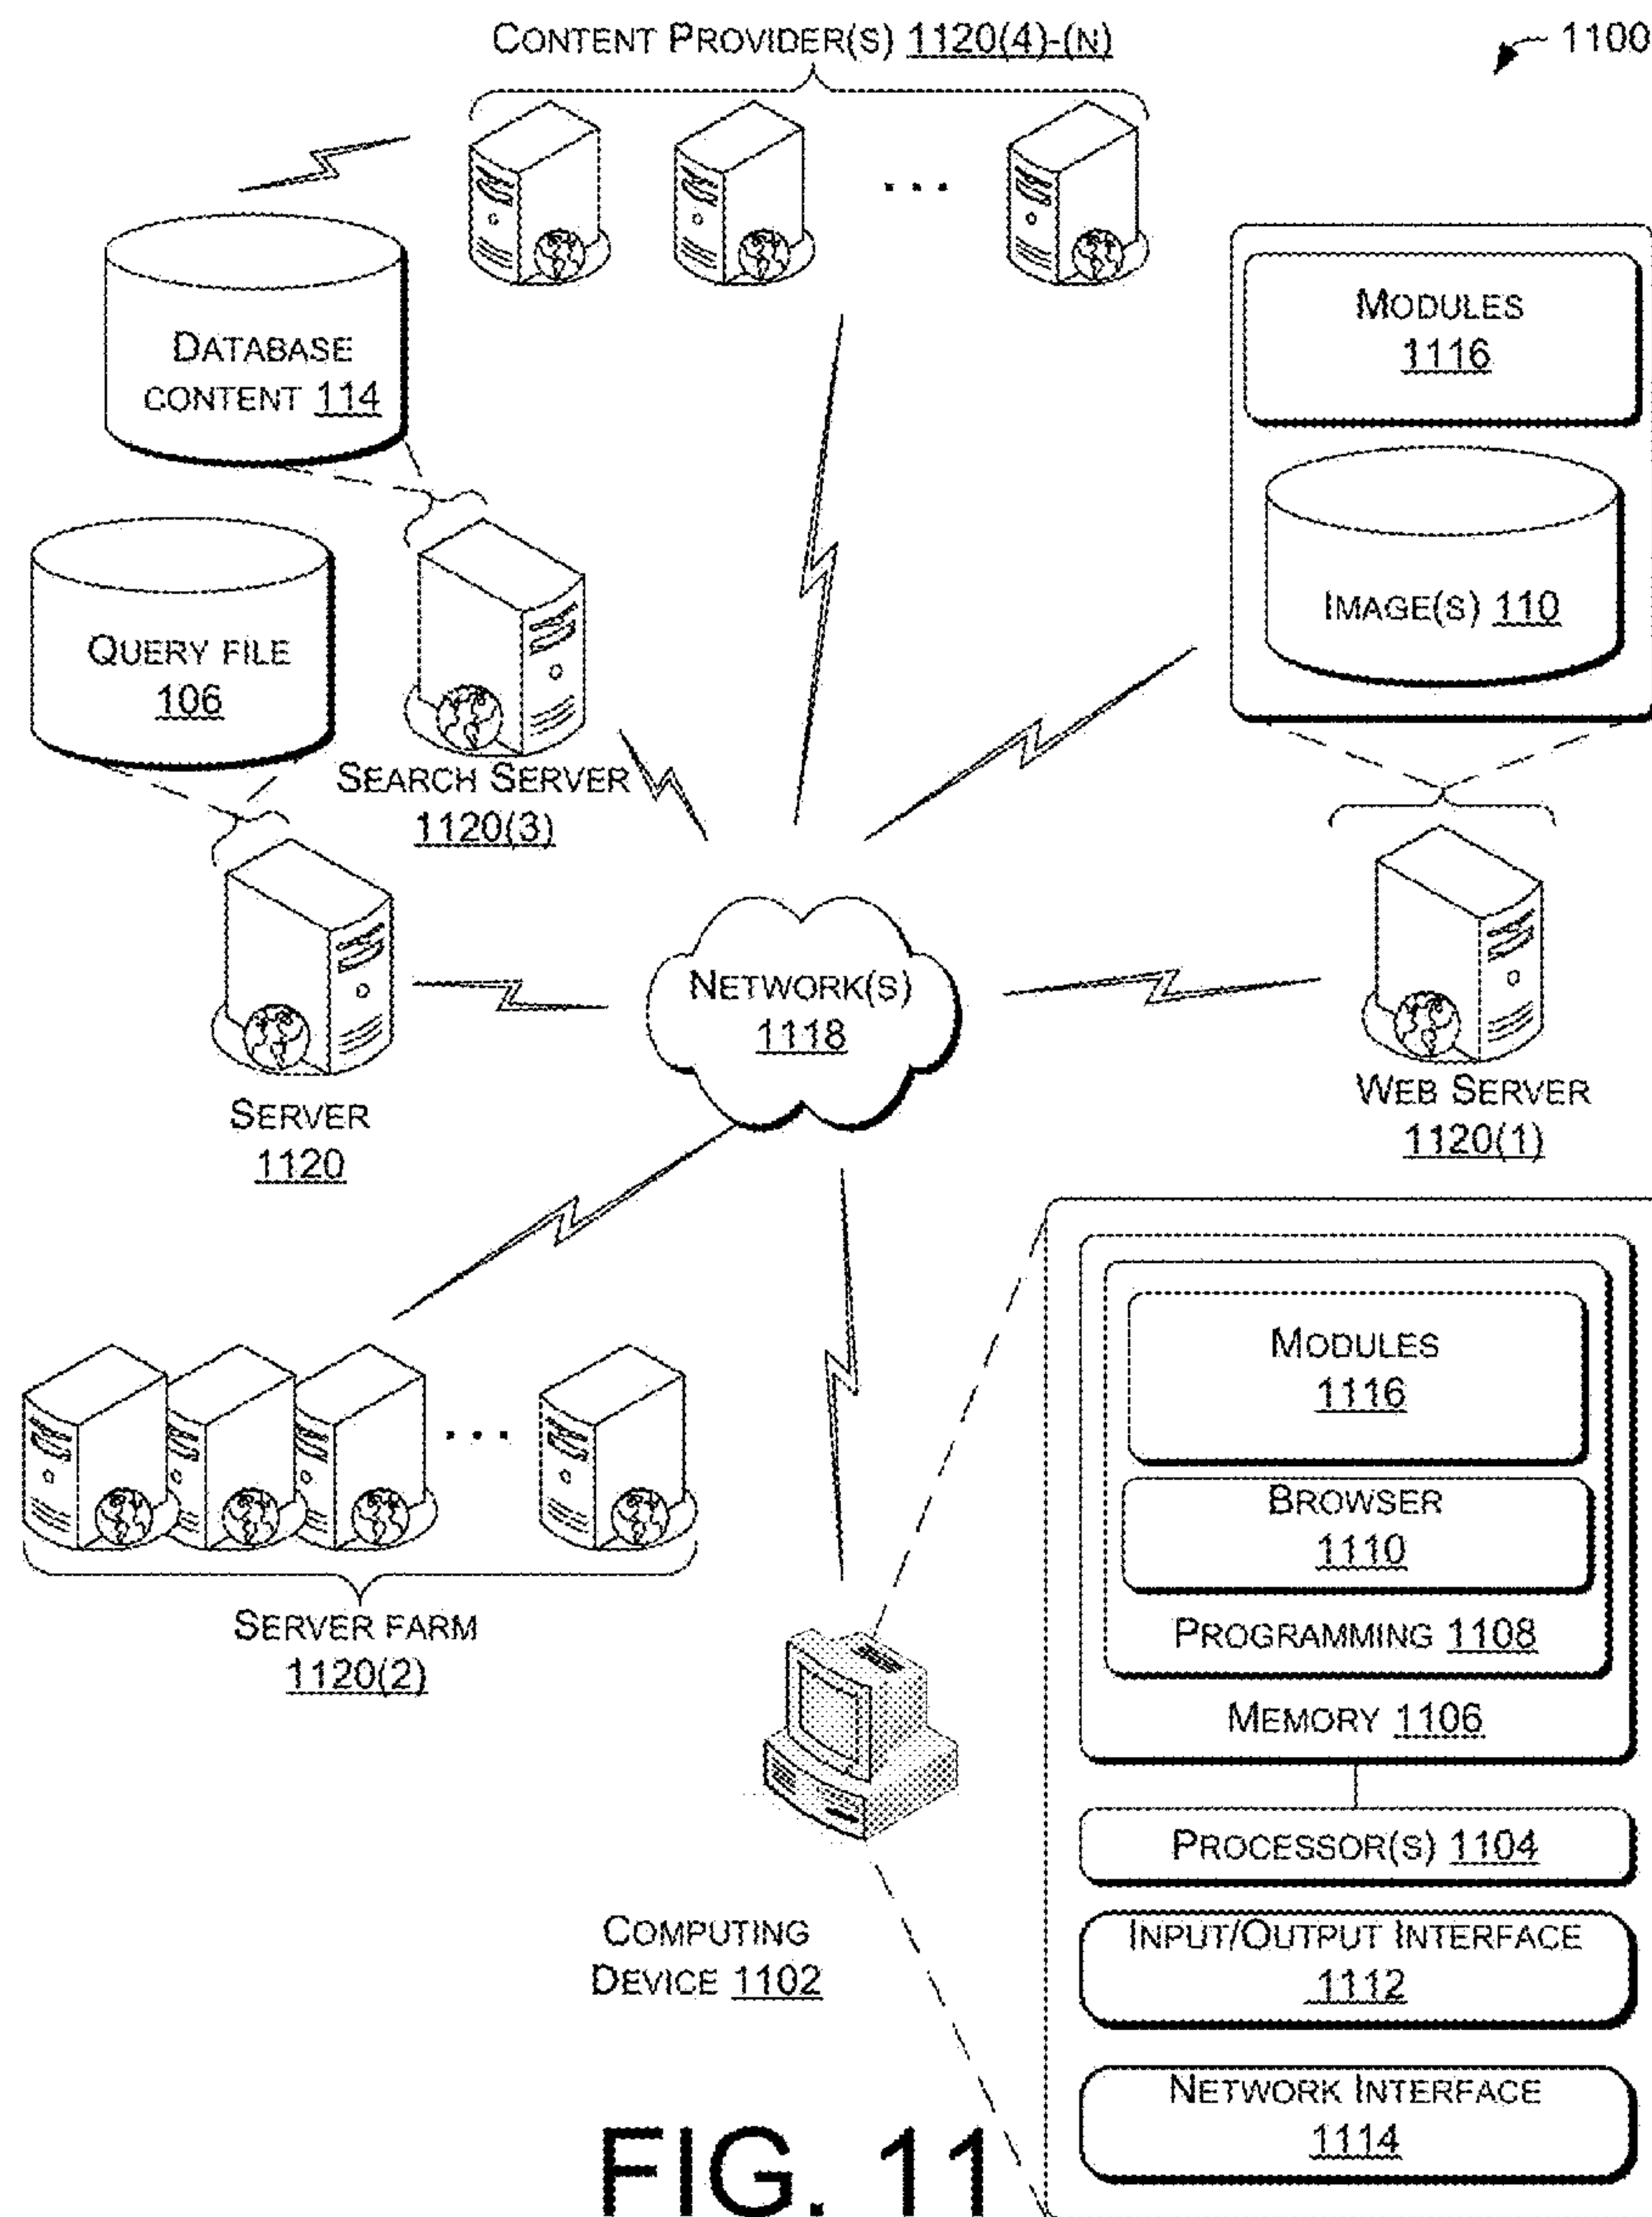 CONTENT PROVIDER(S) 1120(4)-(N)
1100
DATABASE
CONTENT 114
MODULES
1116
IMAGE(S) 110
QUERY FILE
106
SEARCH SERVER
1120(3)
NETWORK(S)
1118
SERVER
1120
WEB SERVER
1120(1)
SERVER FARM
1120(2)
MODULES
1116
BROWSER
1110
PROGRAMMING 1108
MEMORY 1106
PROCESSOR(S) 1104
COMPUTING
DEVICE 1102
INPUT/OUTPUT INTERFACE
1112
NETWORK INTERFACE
1114
FIG. 11